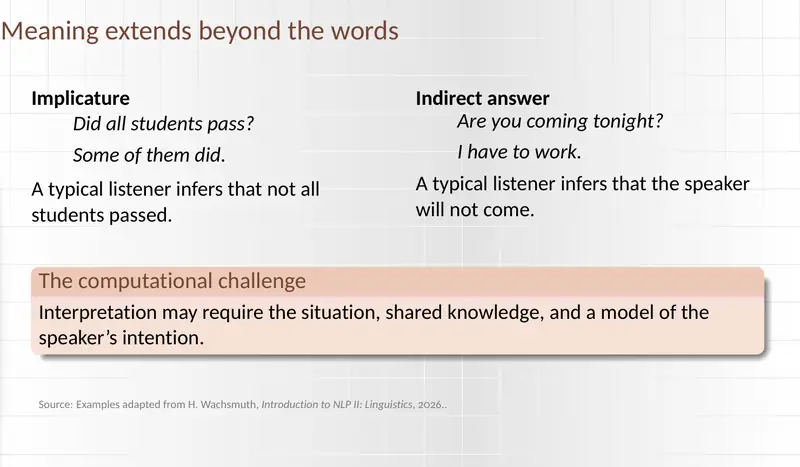 Meaning extends beyond the words
Implicature
Did all students pass?
Some of them did.
A typical listener infers that not all
students passed.
Indirect answer
Are you coming tonight?
I have to work.
A typical listener infers that the speaker
will not come.
The computational challenge
Interpretation may require the situation, shared knowledge, and a model of the
speaker’s intention.
Source: Examples adapted from H. Wachsmuth, Introduction to NLP II: Linguistics, 2026..